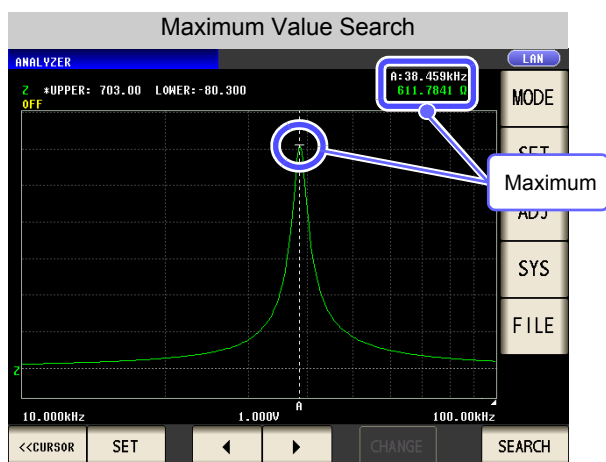 Maximum Value Search
ANALYZER
LAN
A:38.459kHz
Z *UPPER: 703.00 LOWER:-80.300
611.7841 Ω
OFF
MODE
SET
Maximum
ADJ
SYS
FILE
Z
A
10.000kHz 1.000V 100.00kHz
<<CURSOR SET CHANGE SEARCH